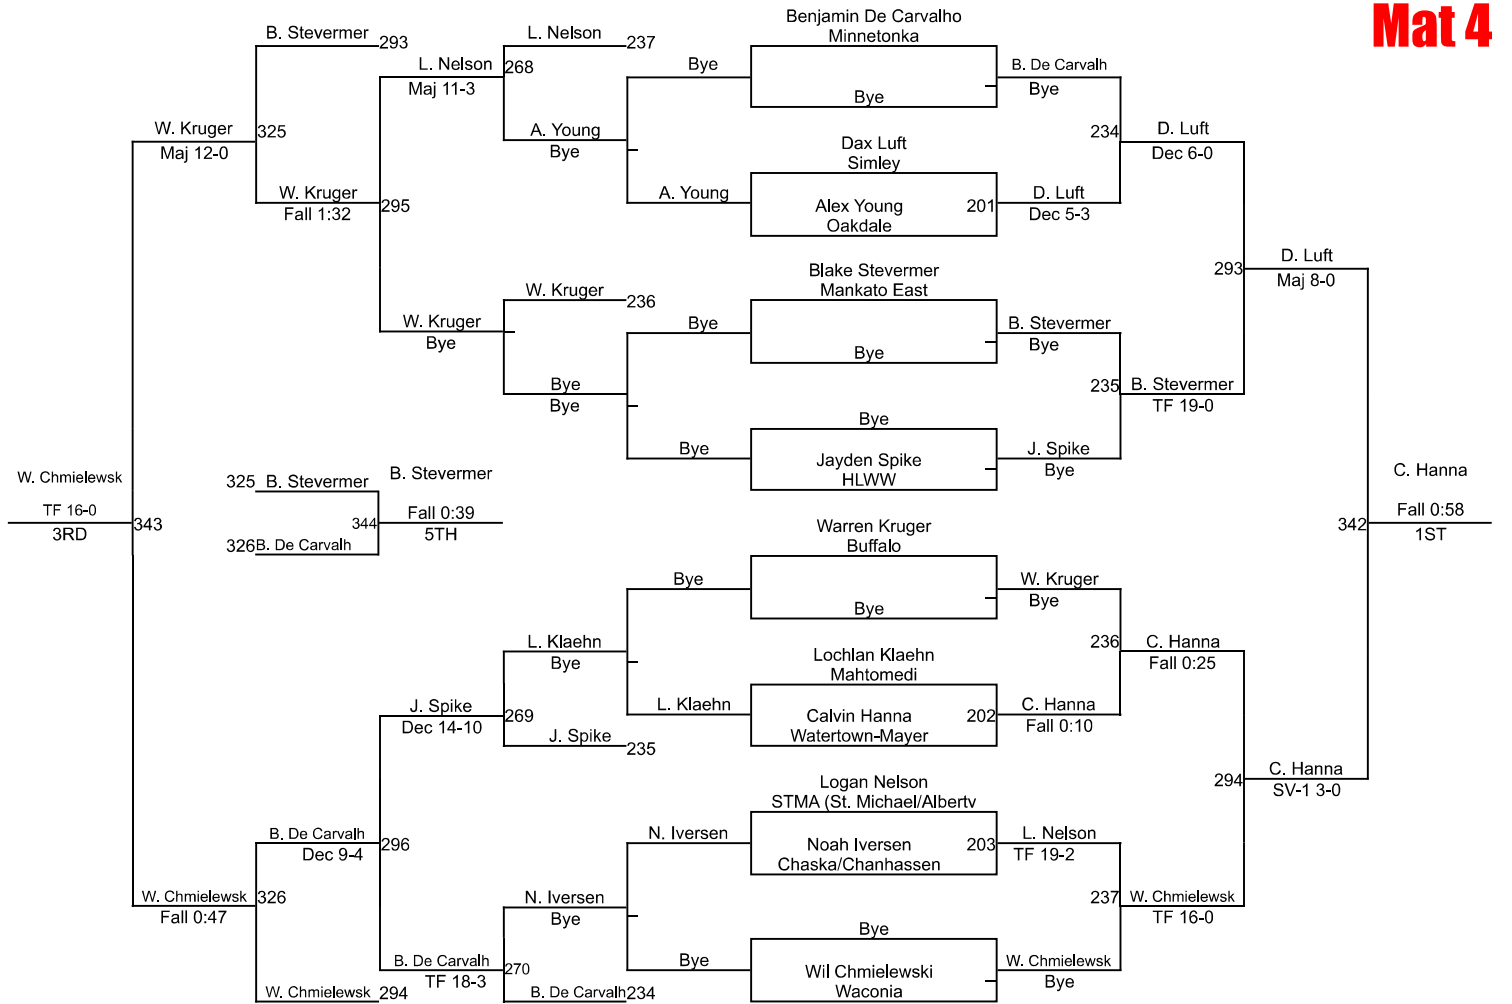 Mat 4
Benjamin De Carvalho
Minnetonka
Bye
Dax Luft
Simley
Alex Young
Oakdale
201
Blake Stevermer
Mankato East
Bye
Bye
Jayden Spike
HLWW
Warren Kruger
Buffalo
Bye
Lochlan Klaehn
Mahtomedi
Calvin Hanna
Watertown-Mayer
202
Logan Nelson
STMA (St. Michael/Albertv
Noah Iversen
Chaska/Chanhassen
203
Bye
Wil Chmielewski
Waconia
B. De Carvalh
Bye
D. Luft
Dec 5-3
B. Stevermer
Bye
J. Spike
Bye
W. Kruger
Bye
C. Hanna
Fall 0:10
L. Nelson
TF 19-2
W. Chmielewsk
Bye
234
D. Luft
Dec 6-0
235
B. Stevermer
TF 19-0
236
C. Hanna
Fall 0:25
237
W. Chmielewsk
TF 16-0
293
D. Luft
Maj 8-0
294
C. Hanna
SV-1 3-0
342
C. Hanna
Fall 0:58
1ST
Bye
A. Young
Bye
Bye
Bye
L. Klaehn
N. Iversen
Bye
L. Nelson
237
A. Young
Bye
W. Kruger
236
Bye
Bye
L. Klaehn
Bye
J. Spike
235
N. Iversen
Bye
B. De Carvalh
234
L. Nelson
268
Maj 11-3
W. Kruger
Bye
J. Spike
269
Dec 14-10
B. De Carvalh
270
TF 18-3
B. Stevermer
293
W. Kruger
295
Fall 1:32
B. De Carvalh
296
Dec 9-4
W. Chmielewsk
294
W. Kruger
325
Maj 12-0
W. Chmielewsk
326
Fall 0:47
W. Chmielewsk
TF 16-0
343
3RD
325
B. Stevermer
326
B. De Carvalh
344
B. Stevermer
Fall 0:39
5TH